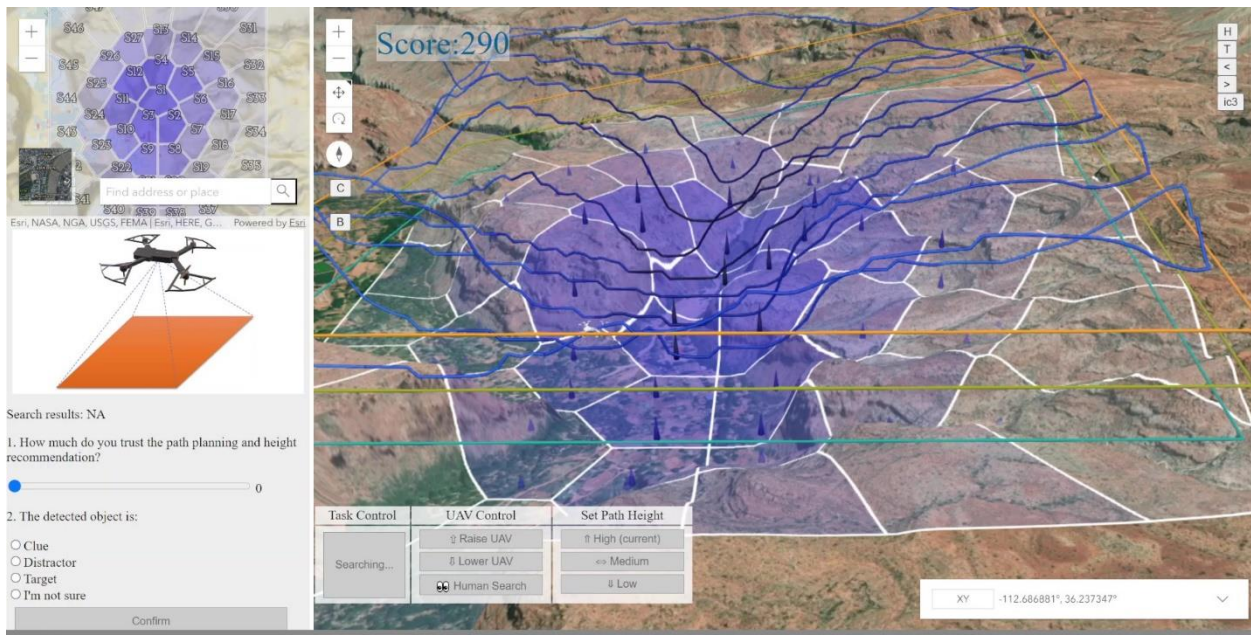 S46
S27
S13
S14
S31
S26
S12
S4
S5
S15
S32
S45
S25
S1
S16
S44
S11
S6
S33
S24
S3
S2
S17
S43
S10
S7
S34
S23
S9
S8
S18
S22
S19
S35
S40
S39
S38
S37
Find address or place
Esri, NASA, NGA, USGS, FEMA | Esri, HERE, G... Powered by Esri
Search results: NA
1. How much do you trust the path planning and height
recommendation?
0
2. The detected object is:
Clue
Distractor
Target
I'm not sure
Confirm
Score:290
H
T
<
>
ic3
C
B
Task Control UAV Control Set Path Height
Searching...
⇧ Raise UAV
⇩ Lower UAV
Human Search
⇑ High (current)
⇔ Medium
⇓ Low
XY -112.686881°, 36.237347°